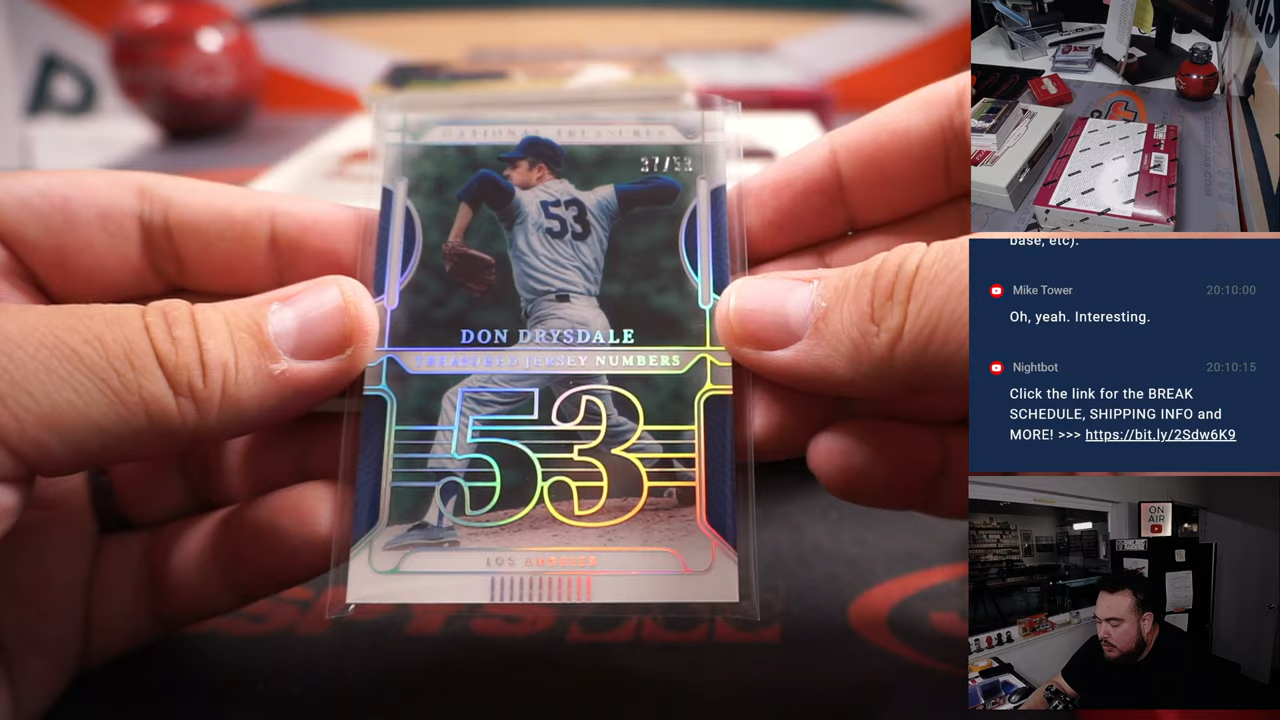 NATIONAL TREASURES
37/53
53
DON DRYSDALE
TREASURED JERSEY NUMBERS
53
LOS ANGELES
base, etc).
Mike Tower 20:10:00
Oh, yeah. Interesting.
Nightbot 20:10:15
Click the link for the BREAK
SCHEDULE, SHIPPING INFO and
MORE! >>> https://bit.ly/2Sdw6K9
ON
AIR